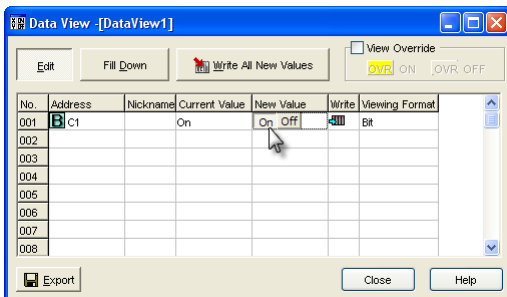 Data View -[DataView1]
Edit
Fill Down
Write All New Values
View Override
OVR ON
OVR OFF
No. Address Nickname Current Value New Value Write Viewing Format
001 B C1 On On Off Bit
002
003
004
005
006
007
008
Export
Close
Help